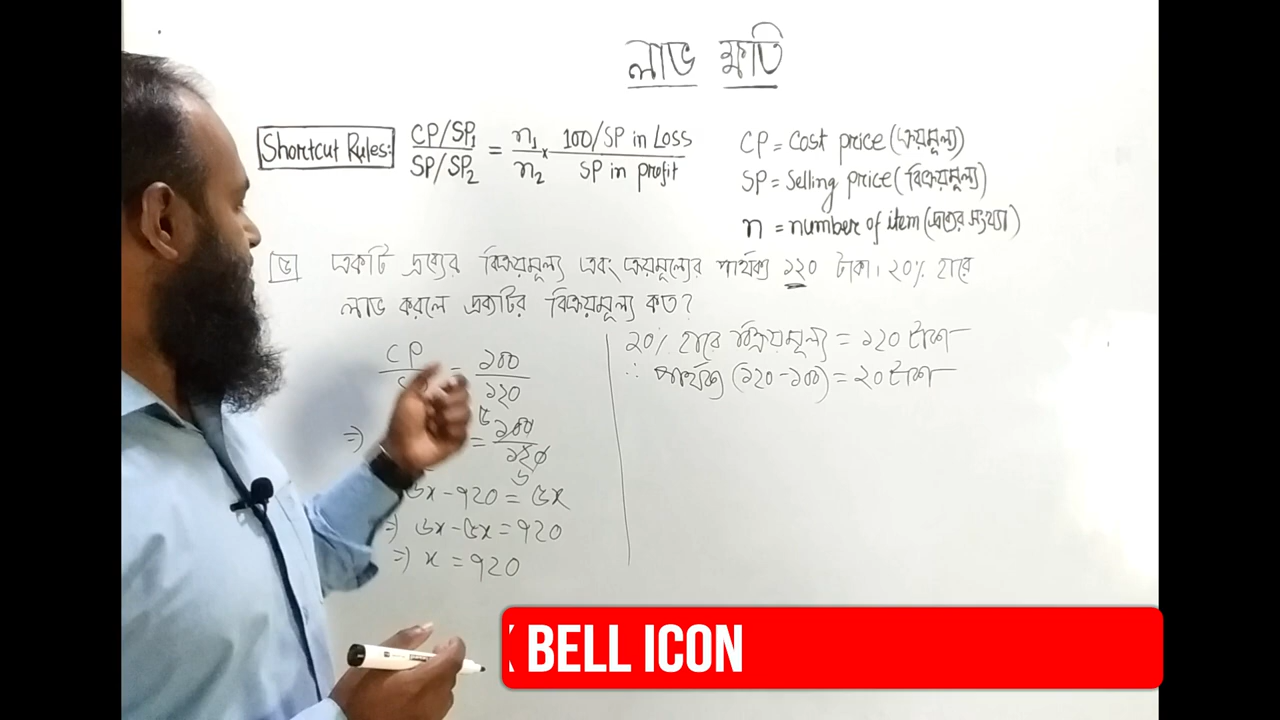 লাভ ক্ষতি
Shortcut Rules: CP/SP₁ / SP/SP₂ = n₁/n₂ × 100/SP in Loss / SP in profit
CP = Cost price (ক্রয়মূল্য)
SP = Selling price (বিক্রয়মূল্য)
n = number of item (দ্রব্যের সংখ্যা)
৬ একটি দ্রব্যের বিক্রয়মূল্য এবং ক্রয়মূল্যের পার্থক্য ১২০ টাকা। ২০% হারে
লাভ করলে একটির বিক্রয়মূল্য কত?
CP = ১০০
১২০
⇒ = ৫ ১০০
১২০ ৬
৬x - ৭২০ = ৫x
⇒ ৬x - ৫x = ৭২০
⇒ x = ৭২০
২০% হারে বিক্রয়মূল্য = ১২০ টাকা
∴ পার্থক্য (১২০ - ১০০) = ২০ টাকা
BELL ICON